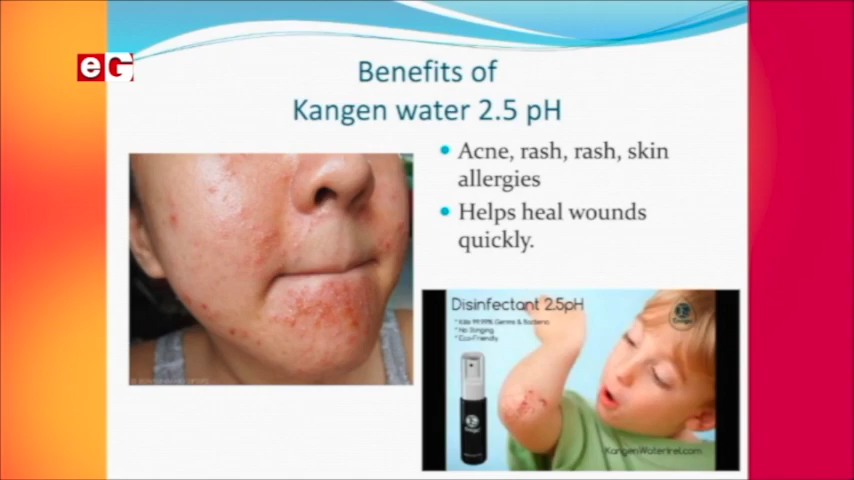 eG
Benefits of
Kangen water 2.5 pH
Acne, rash, rash, skin
allergies
Helps heal wounds
quickly.
Disinfectant 2.5pH
* Kills 99.99% Germs & Bacteria
* No Stinging
* Eco-Friendly
KangenWaterIrel.com